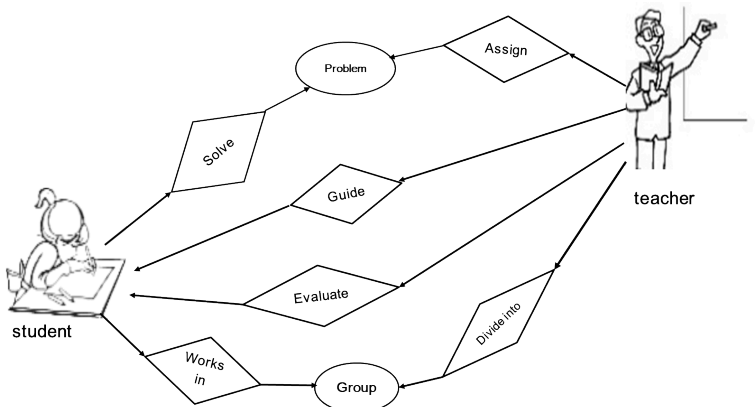 Assign
Problem
Solve
Guide
teacher
Evaluate
Divide into
student
Works
in
Group